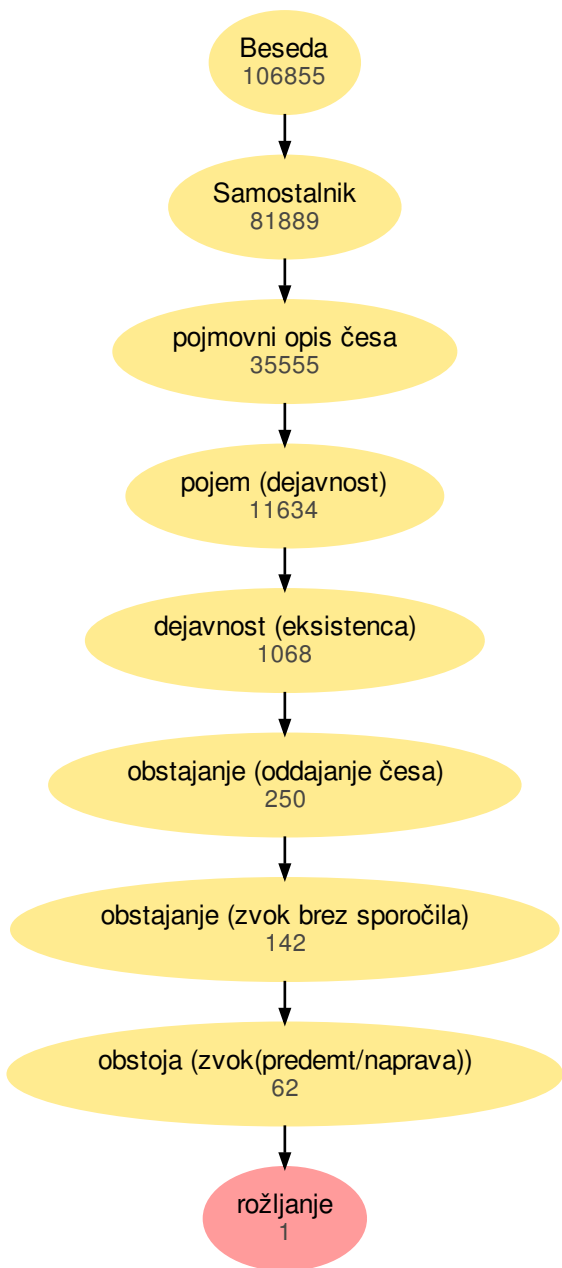 Beseda
106855
Samostalnik
81889
pojmovni opis česa
35555
pojem (dejavnost)
11634
dejavnost (eksistenca)
1068
obstajanje (oddajanje česa)
250
obstajanje (zvok brez sporočila)
142
obstoja (zvok(predemt/naprava))
62
rožljanje
1